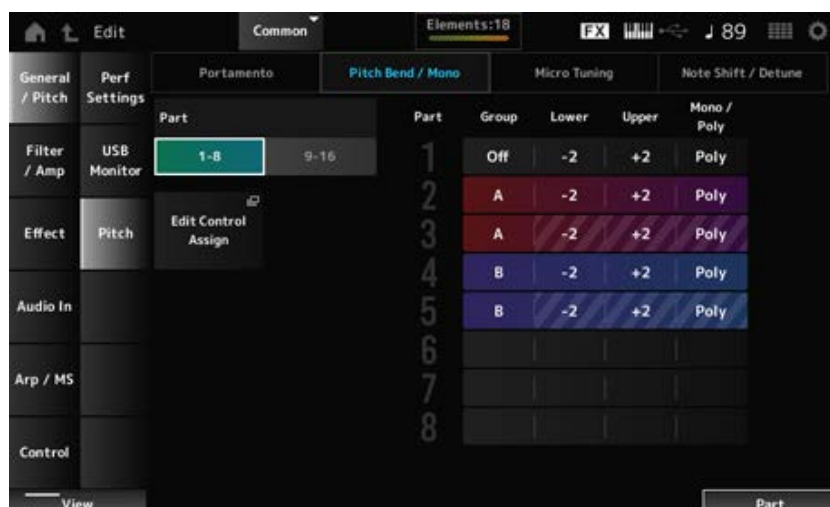 Edit
Common
Elements:18
FX
89
General / Pitch
Perf Settings
Portamento
Pitch Bend / Mono
Micro Tuning
Note Shift / Detune
Part
Part Group Lower Upper Mono / Poly
Filter / Amp
USB Monitor
1-8
9-16
1 Off -2 +2 Poly
2 A -2 +2 Poly
Effect
Pitch
Edit Control Assign
3 A -2 +2 Poly
4 B -2 +2 Poly
Audio In
5 B -2 +2 Poly
6
Arp / MS
7
8
Control
View
Part